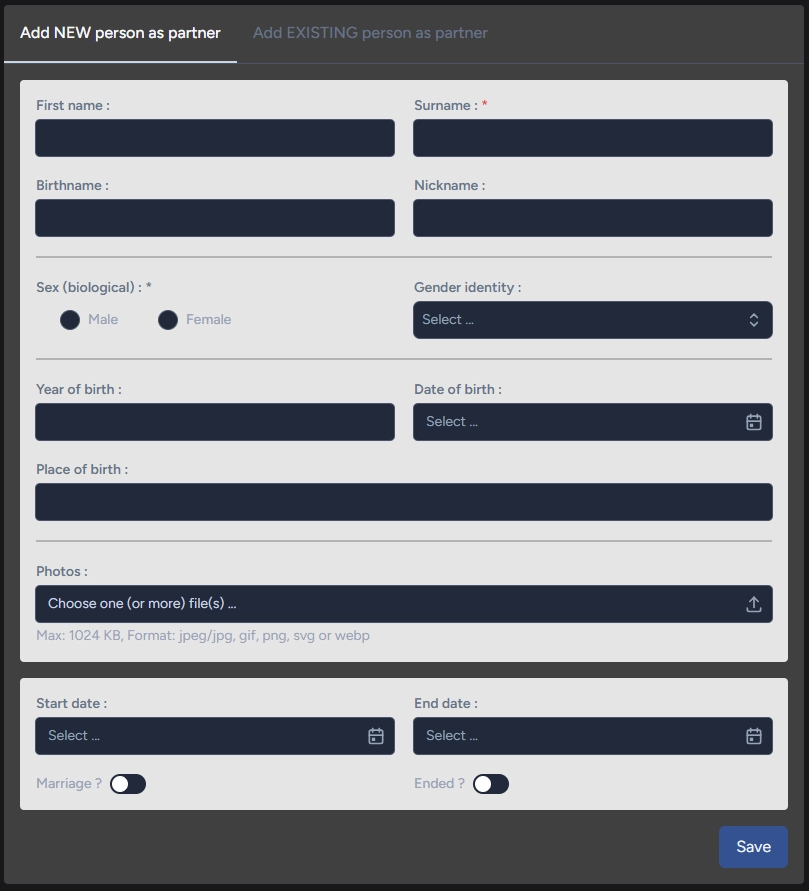 Add NEW person as partner Add EXISTING person as partner
First name : Surname : *
Birthname : Nickname :
Sex (biological) : * Gender identity :
Male Female Select ...
Year of birth : Date of birth :
Select ...
Place of birth :
Photos :
Choose one (or more) file(s) ...
Max: 1024 KB, Format: jpeg/jpg, gif, png, svg or webp
Start date : End date :
Select ... Select ...
Marriage ? Ended ?
Save